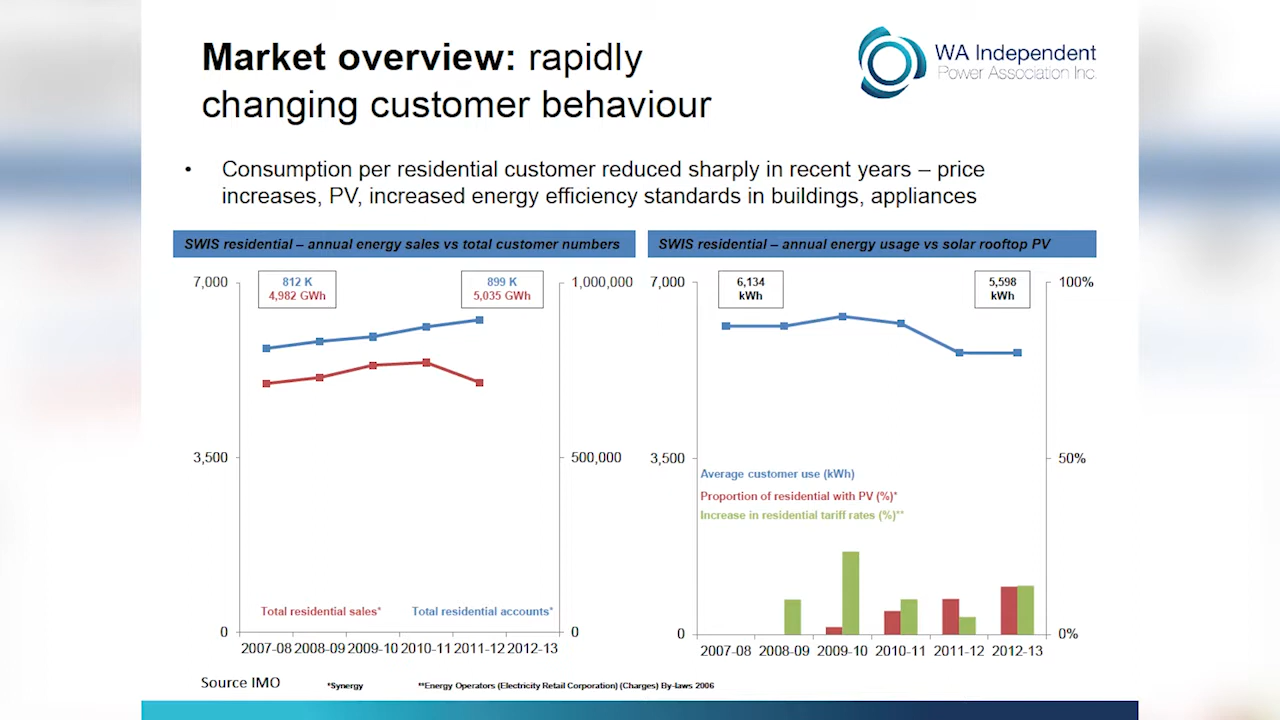 Market overview: rapidly
changing customer behaviour
WA Independent
Power Association Inc.
• Consumption per residential customer reduced sharply in recent years – price
increases, PV, increased energy efficiency standards in buildings, appliances
SWIS residential – annual energy sales vs total customer numbers
7,000
812 K
4,982 GWh
899 K
5,035 GWh
1,000,000
3,500
500,000
Total residential sales*
Total residential accounts*
0
0
2007-08 2008-09 2009-10 2010-11 2011-12 2012-13
SWIS residential – annual energy usage vs solar rooftop PV
7,000
6,134
kWh
5,598
kWh
100%
3,500
50%
Average customer use (kWh)
Proportion of residential with PV (%)*
Increase in residential tariff rates (%)**
0
0%
2007-08 2008-09 2009-10 2010-11 2011-12 2012-13
Source IMO
*Synergy
**Energy Operators (Electricity Retail Corporation) (Charges) By-laws 2006